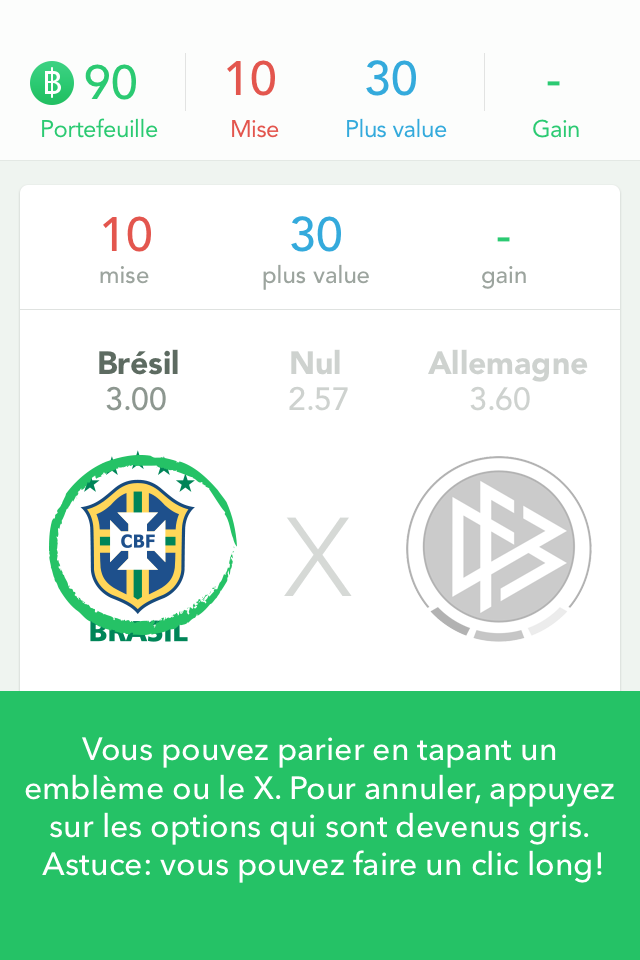 90 10 30 -
Portefeuille Mise Plus value Gain
10 30 -
mise plus value gain
Brésil Nul Allemagne
3.00 2.57 3.60
CBF
BRASIL
X
Vous pouvez parier en tapant un
emblème ou le X. Pour annuler, appuyez
sur les options qui sont devenus gris.
Astuce: vous pouvez faire un clic long!